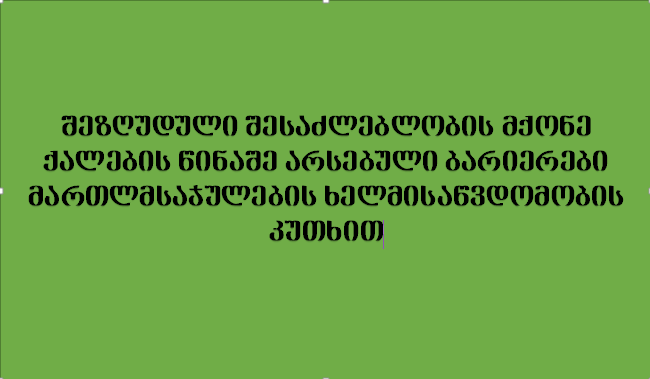 შეზღუდული შესაძლებლობის მქონე
ქალების წინაშე არსებული ბარიერები
მართლმსაჯულების ხელმისაწვდომობის
კუთხით